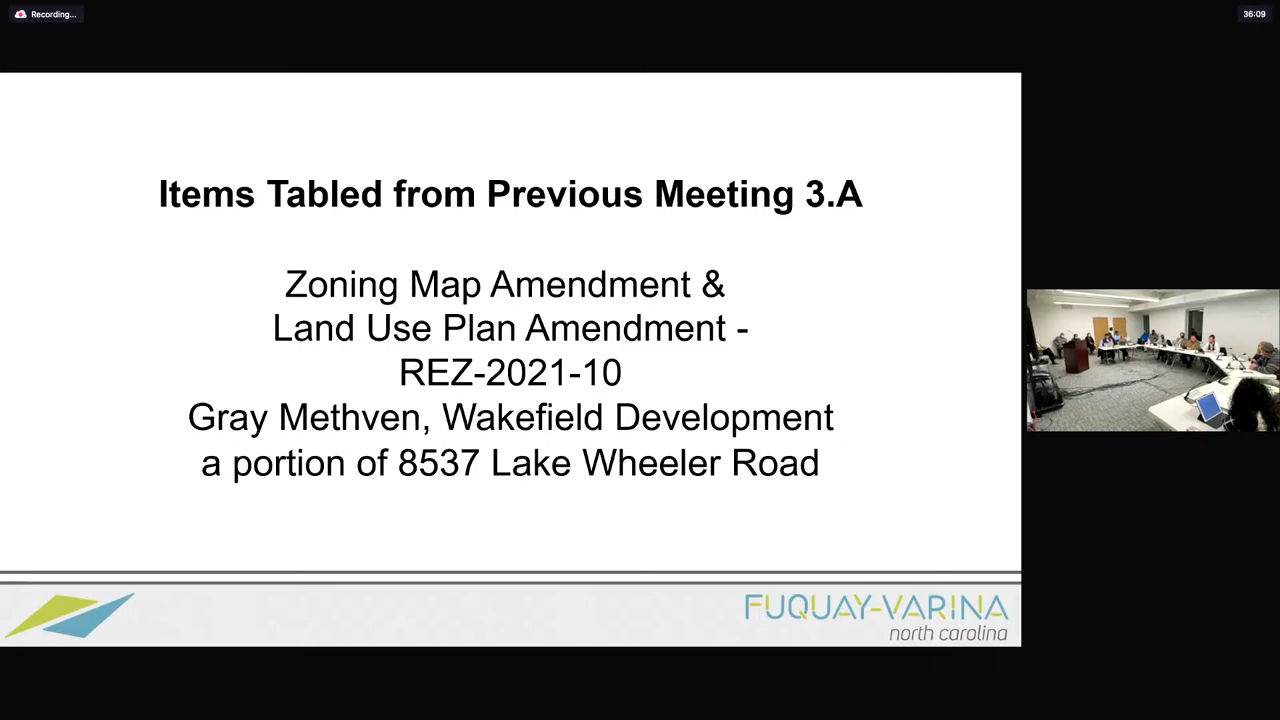 Recording...
36:09
Items Tabled from Previous Meeting 3.A
Zoning Map Amendment &
Land Use Plan Amendment -
REZ-2021-10
Gray Methven, Wakefield Development
a portion of 8537 Lake Wheeler Road
FUQUAY-VARINA
north carolina